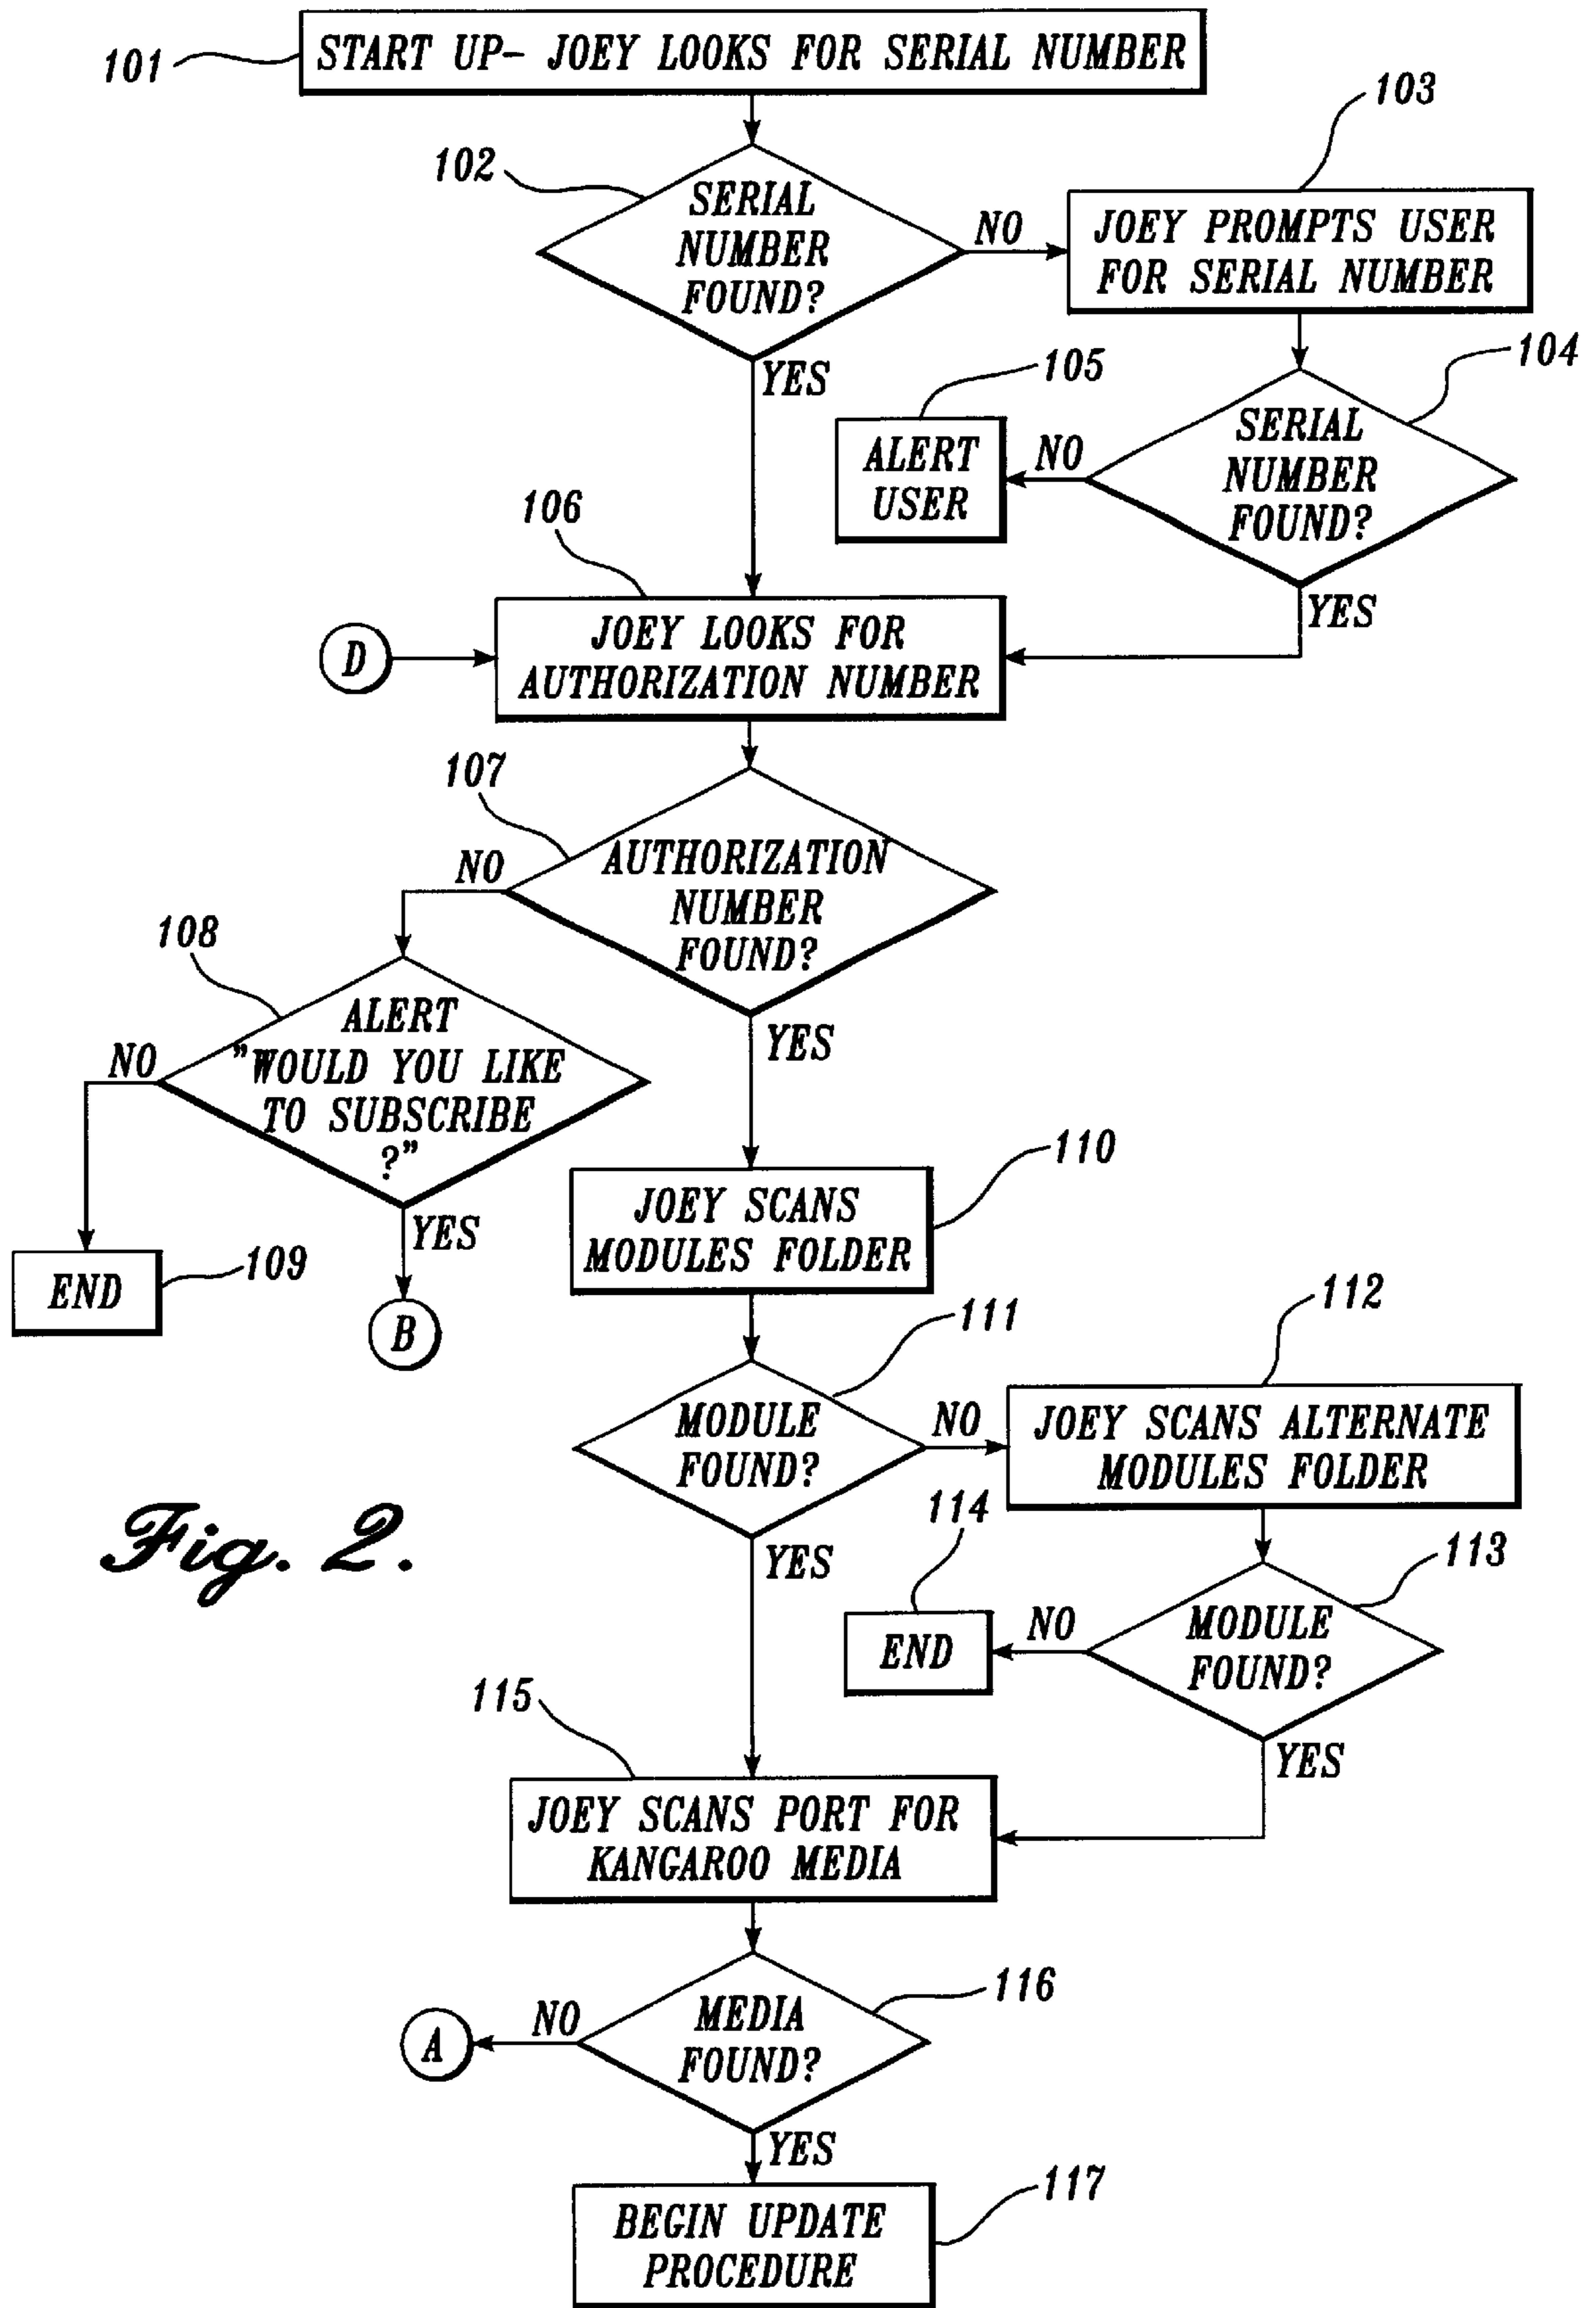 101
START UP- JOEY LOOKS FOR SERIAL NUMBER
102
SERIAL
NUMBER
FOUND?
NO
YES
103
JOEY PROMPTS USER
FOR SERIAL NUMBER
104
SERIAL
NUMBER
FOUND?
NO
YES
105
ALERT
USER
106
D
JOEY LOOKS FOR
AUTHORIZATION NUMBER
107
AUTHORIZATION
NUMBER
FOUND?
NO
YES
108
ALERT
"WOULD YOU LIKE
TO SUBSCRIBE
?"
NO
YES
109
END
B
110
JOEY SCANS
MODULES FOLDER
111
MODULE
FOUND?
NO
YES
112
JOEY SCANS ALTERNATE
MODULES FOLDER
113
MODULE
FOUND?
NO
YES
114
END
Fig. 2.
115
JOEY SCANS PORT FOR
KANGAROO MEDIA
116
MEDIA
FOUND?
NO
A
YES
117
BEGIN UPDATE
PROCEDURE